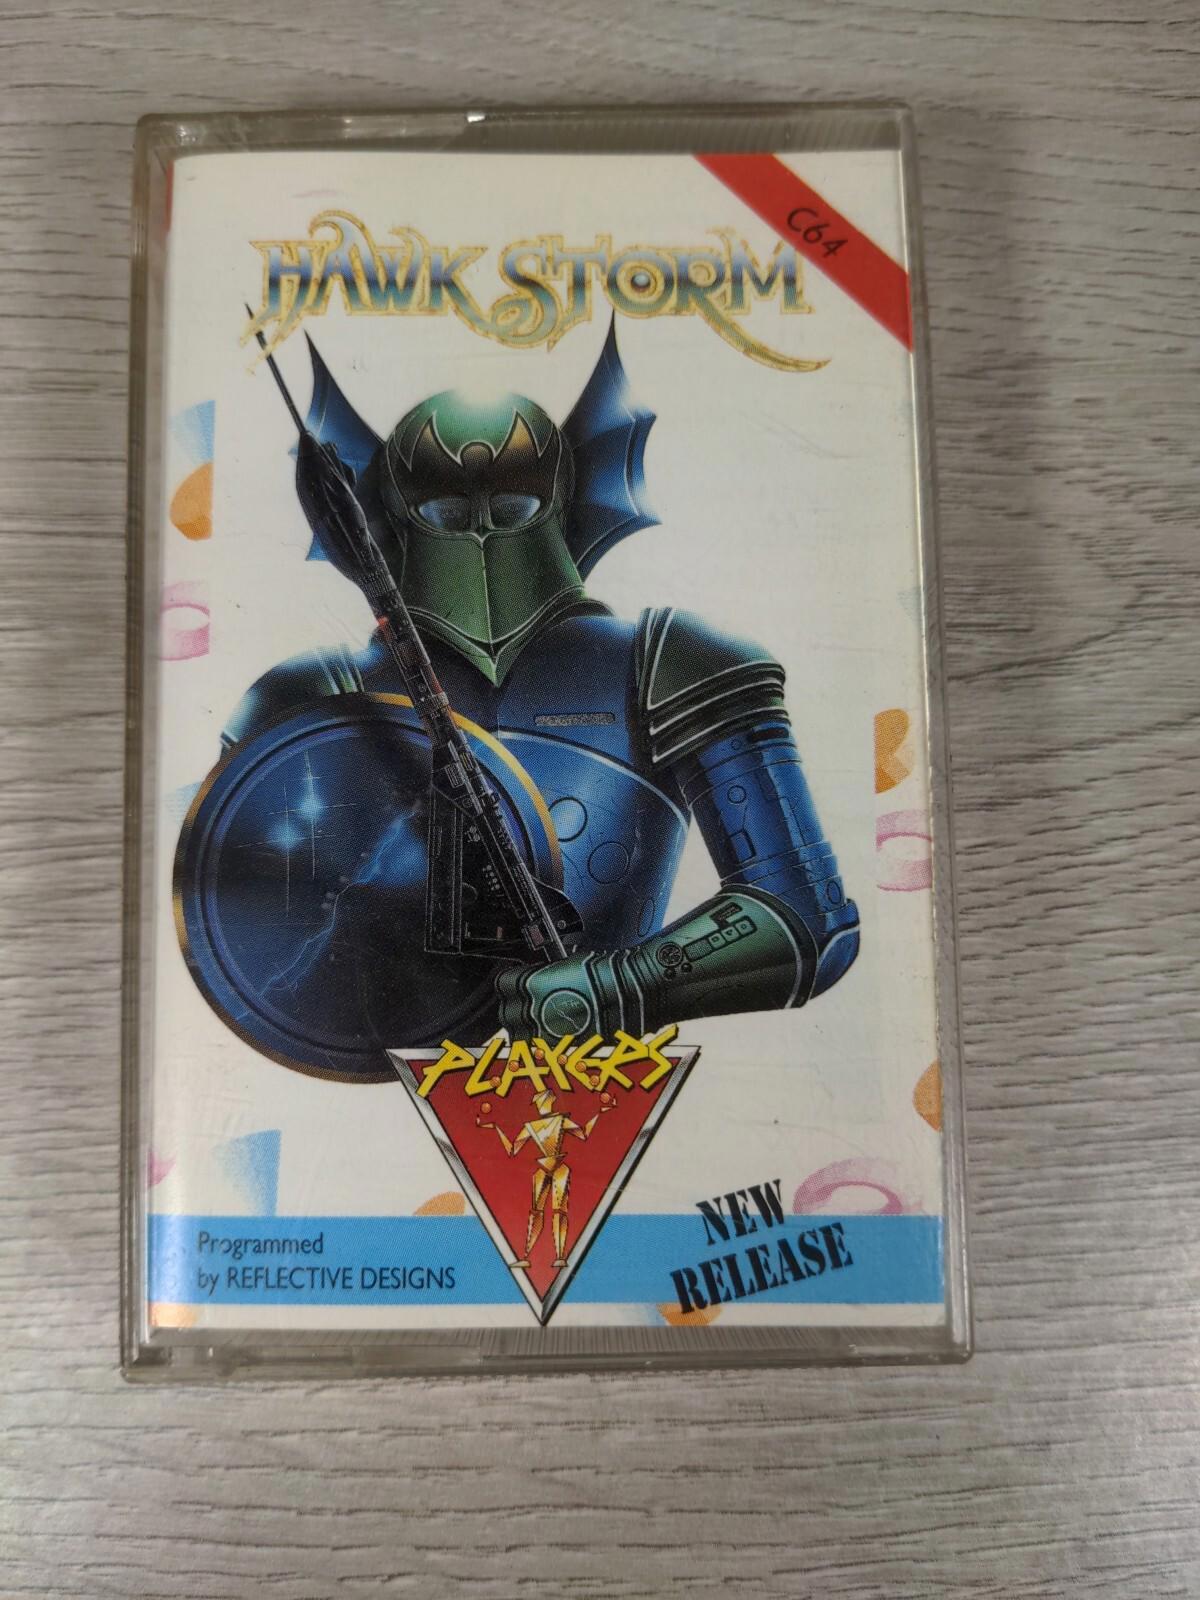 C64
HAWK STORM
PLAYERS
Programmed
by REFLECTIVE DESIGNS
NEW
RELEASE